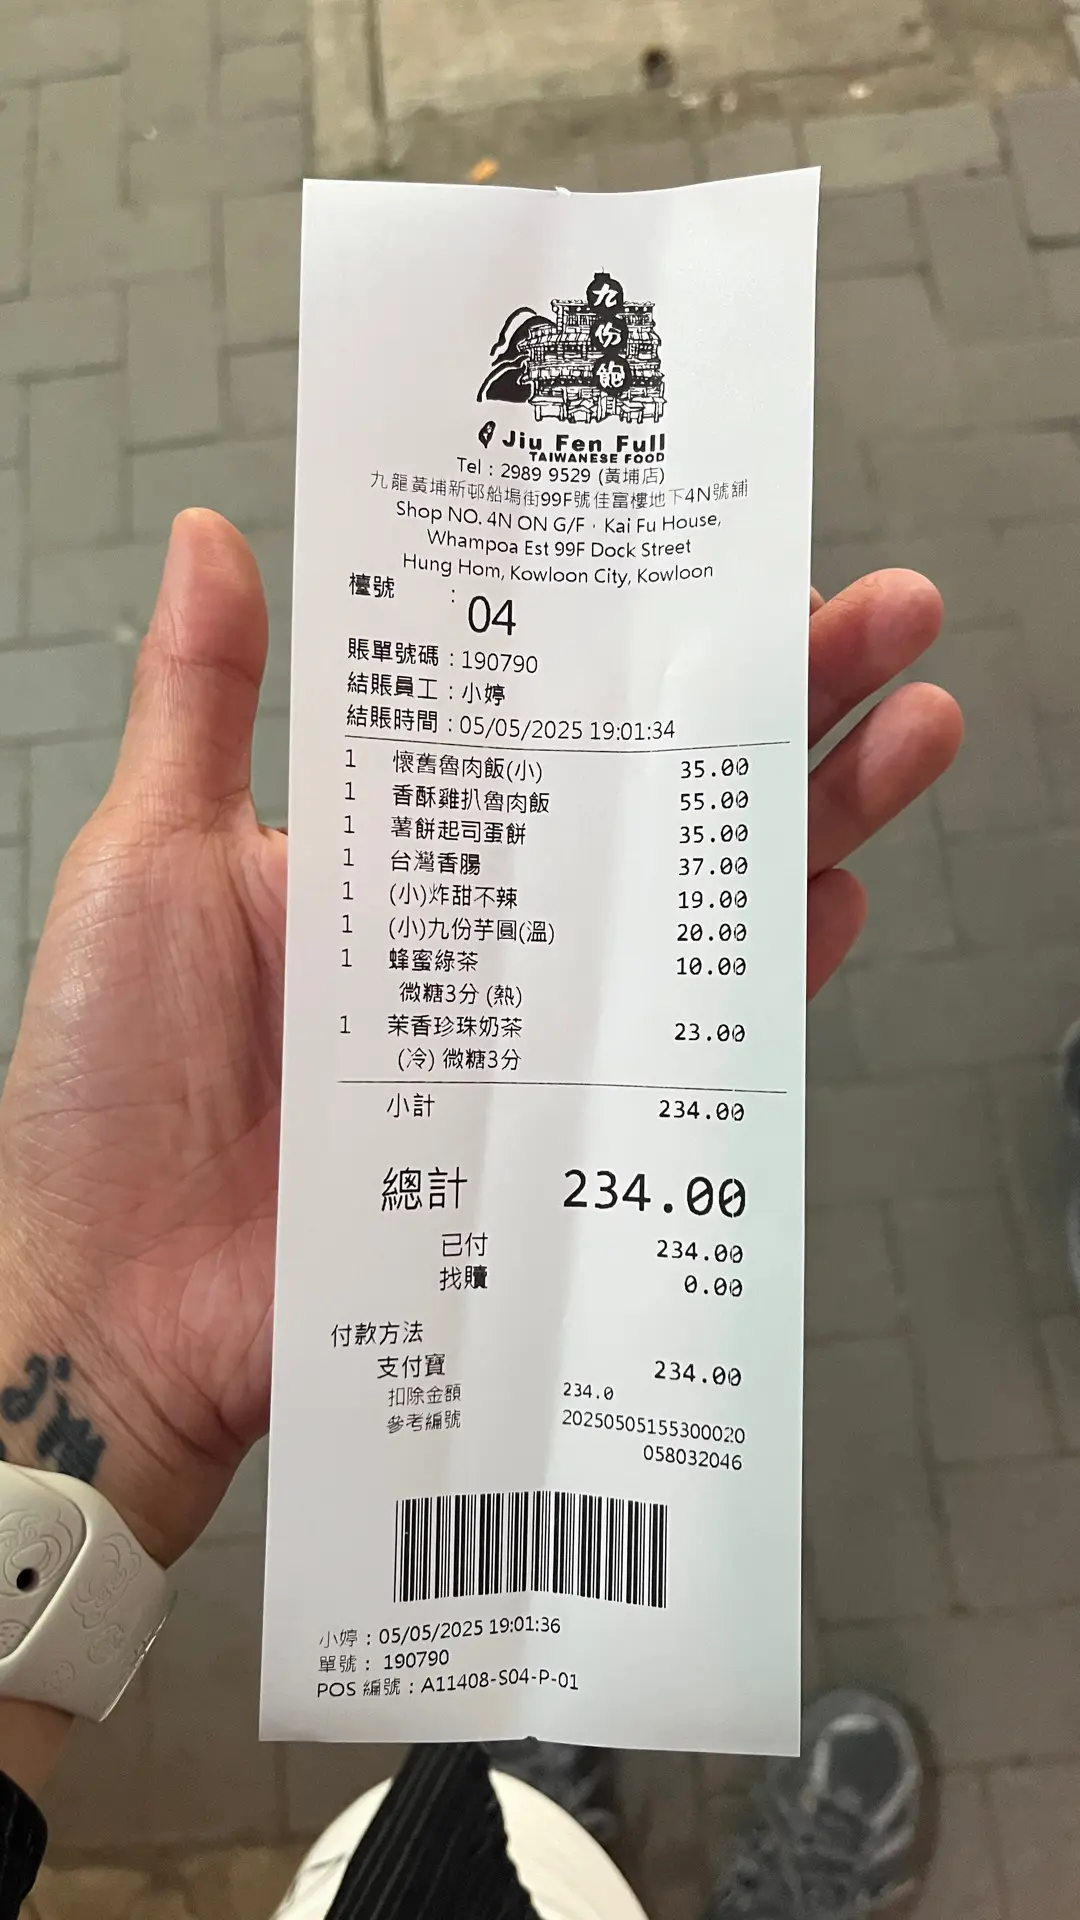 九份飽
Jiu Fen Full
TAIWANESE FOOD
Tel : 2989 9529 (黃埔店)
九龍黃埔新邨船塢街99F號佳富樓地下4N號舖
Shop NO. 4N ON G/F，Kai Fu House,
Whampoa Est 99F Dock Street
Hung Hom, Kowloon City, Kowloon
檯號 : 04
賬單號碼 : 190790
結賬員工 : 小婷
結賬時間 : 05/05/2025 19:01:34
1 懷舊魯肉飯(小) 35.00
1 香酥雞扒魯肉飯 55.00
1 薯餅起司蛋餅 35.00
1 台灣香腸 37.00
1 (小)炸甜不辣 19.00
1 (小)九份芋圓(溫) 20.00
1 蜂蜜綠茶 10.00
微糖3分 (熱)
1 茉香珍珠奶茶 23.00
(冷) 微糖3分
小計 234.00
總計 234.00
已付 234.00
找贖 0.00
付款方法
支付寶 234.00
扣除金額 234.0
參考編號 20250505155300020
058032046
小婷 : 05/05/2025 19:01:36
單號 : 190790
POS 編號 : A11408-S04-P-01